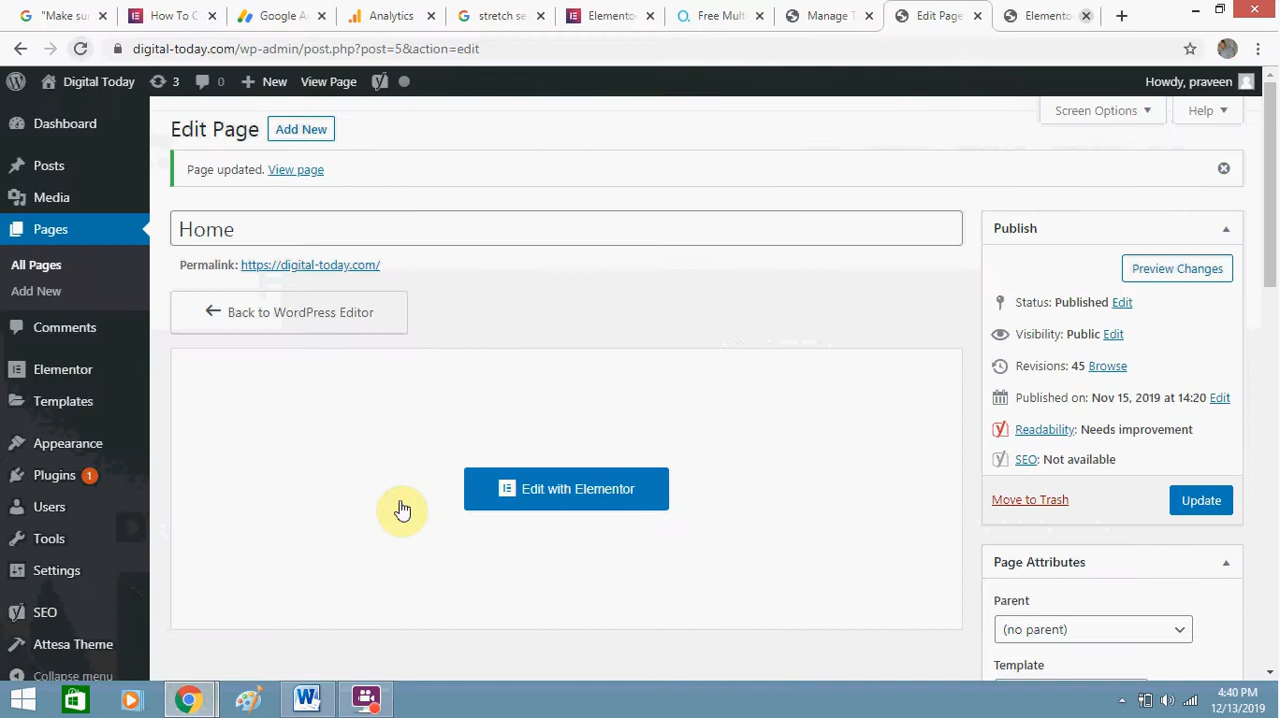 "Make sur
How To C
Google A
Analytics
stretch se
Elemento
Free Mult
Manage T
Edit Page
Elemento
digital-today.com/wp-admin/post.php?post=5&action=edit
Digital Today
3
0
New
View Page
Howdy, praveen
Dashboard
Posts
Media
Pages
All Pages
Add New
Comments
Elementor
Templates
Appearance
Plugins 1
Users
Tools
Settings
SEO
Attesa Theme
Collapse menu
Screen Options
Help
Edit Page
Add New
Page updated. View page
Home
Permalink: https://digital-today.com/
Back to WordPress Editor
Edit with Elementor
Publish
Preview Changes
Status: Published Edit
Visibility: Public Edit
Revisions: 45 Browse
Published on: Nov 15, 2019 at 14:20 Edit
Readability: Needs improvement
SEO: Not available
Move to Trash
Update
Page Attributes
Parent
(no parent)
Template
4:40 PM
12/13/2019